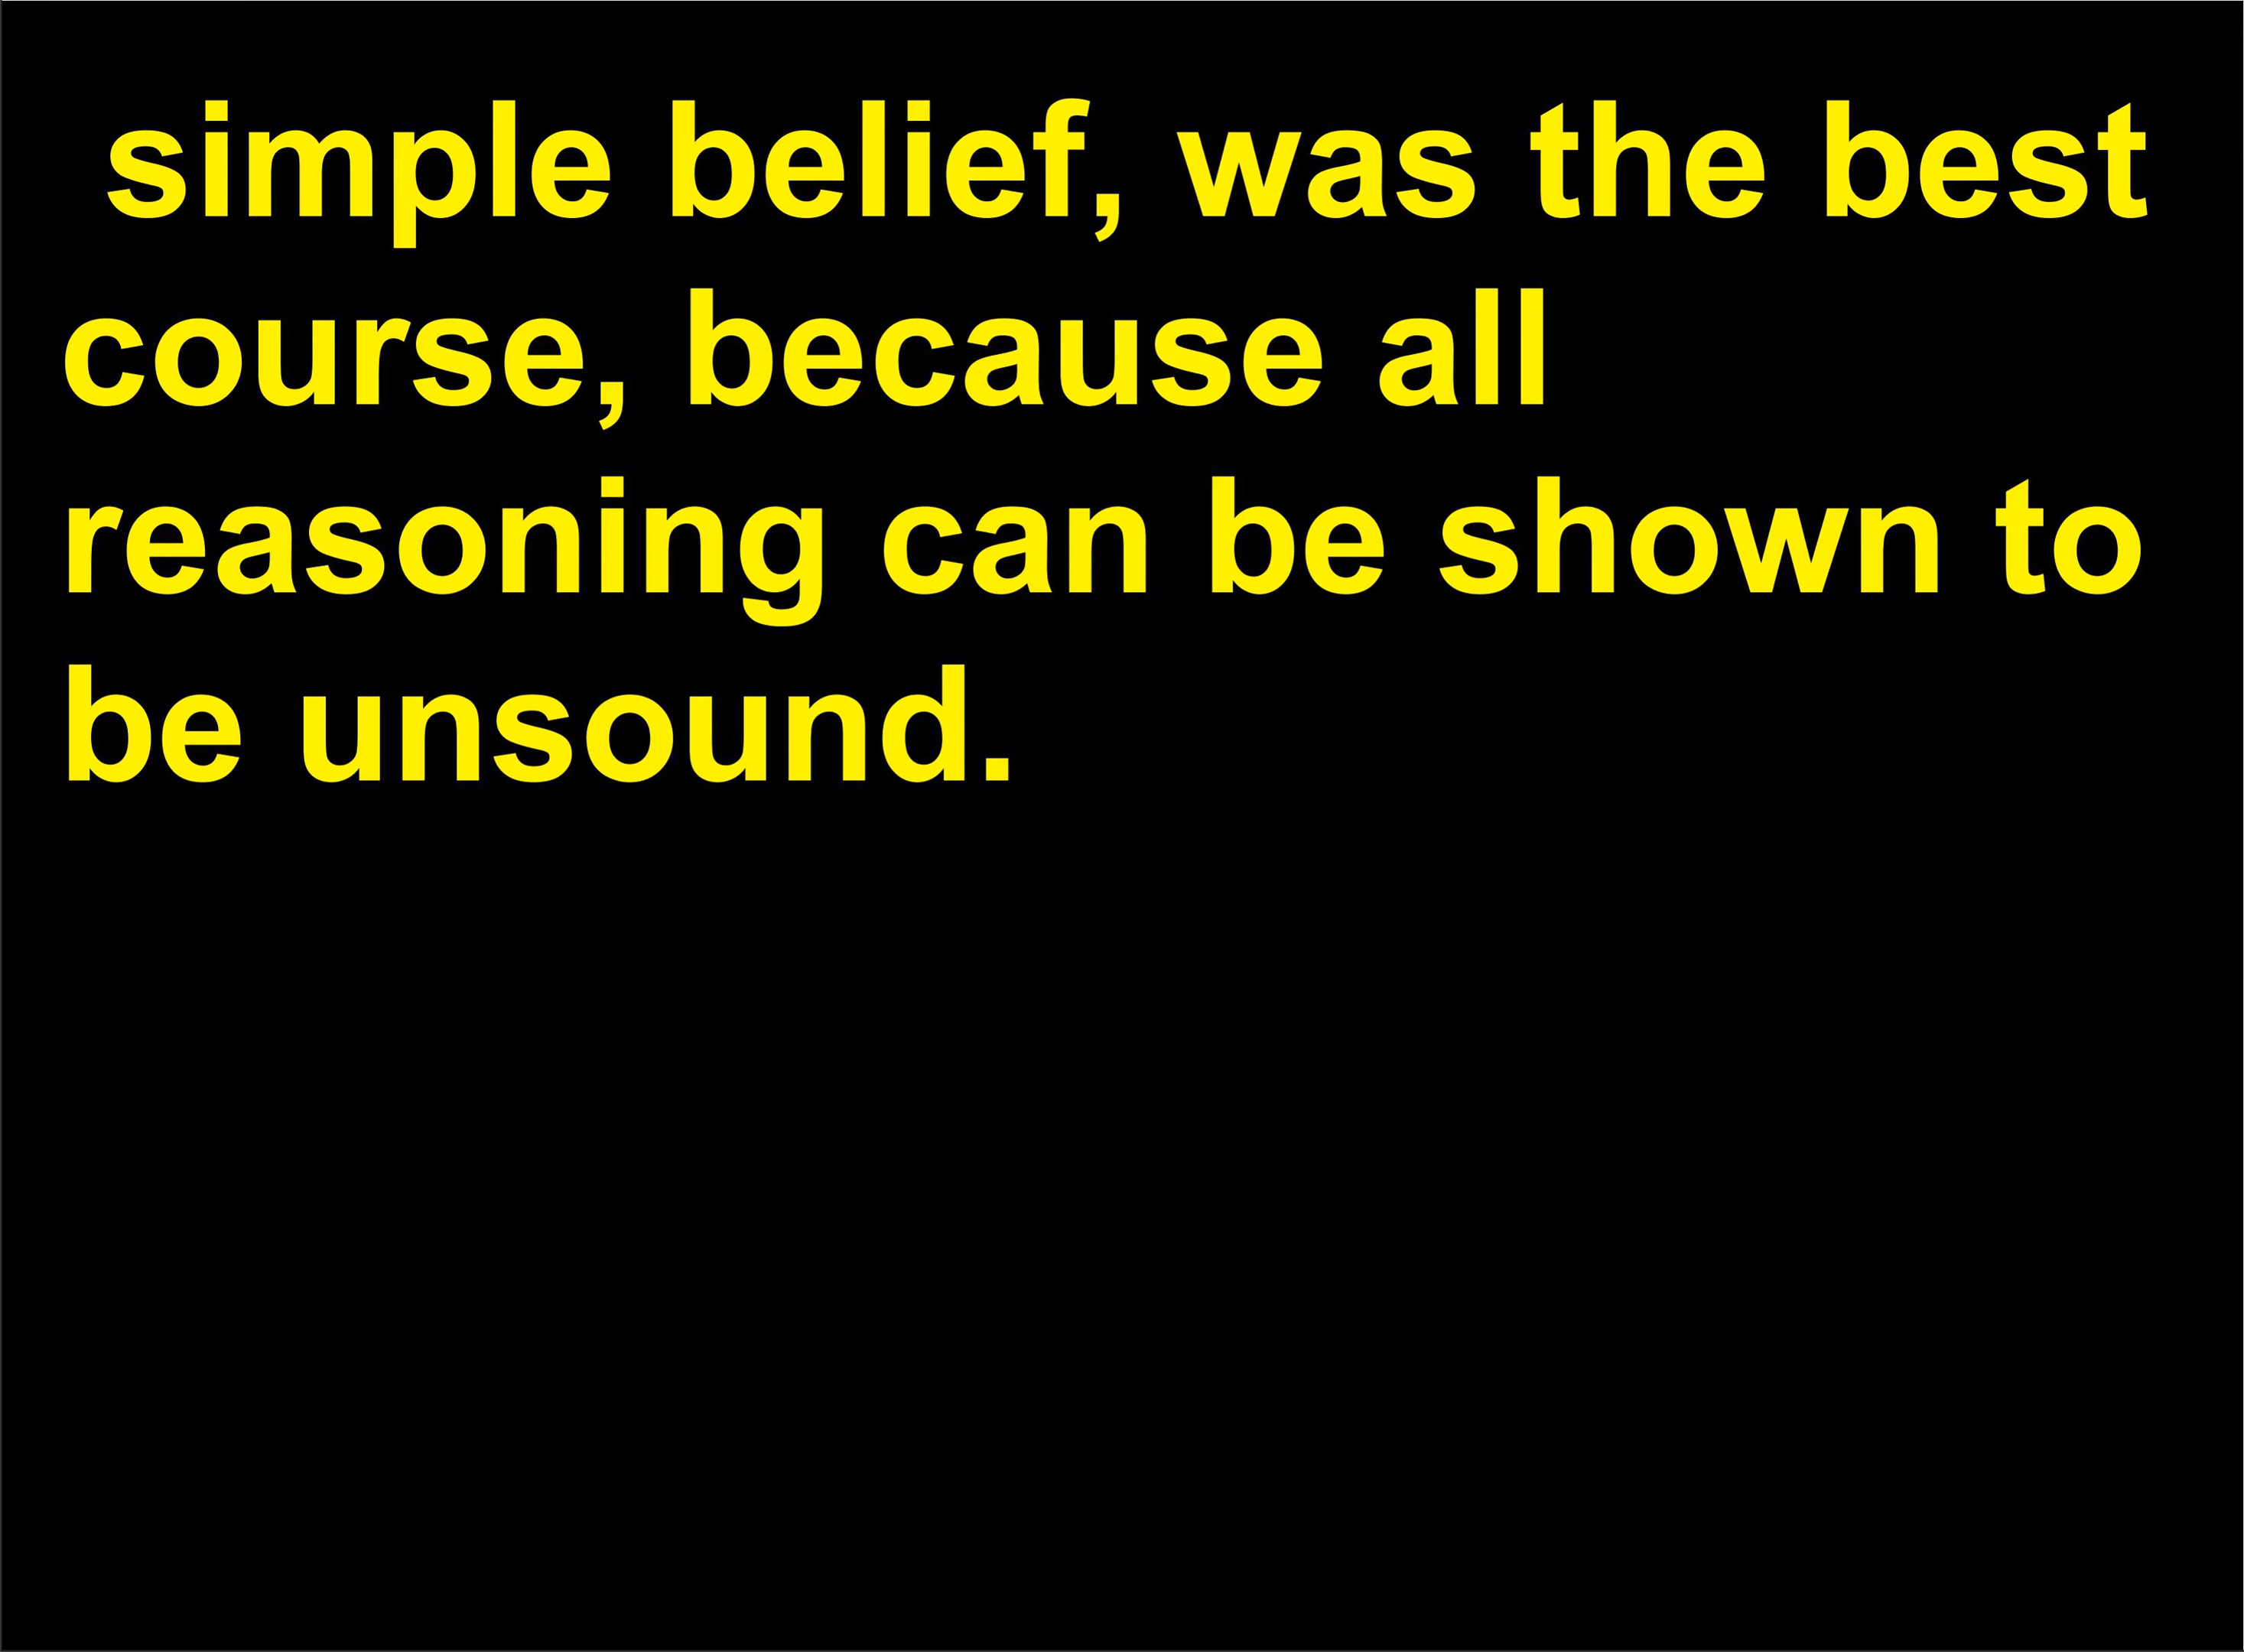 simple belief, was the best
course, because all
reasoning can be shown to
be unsound.